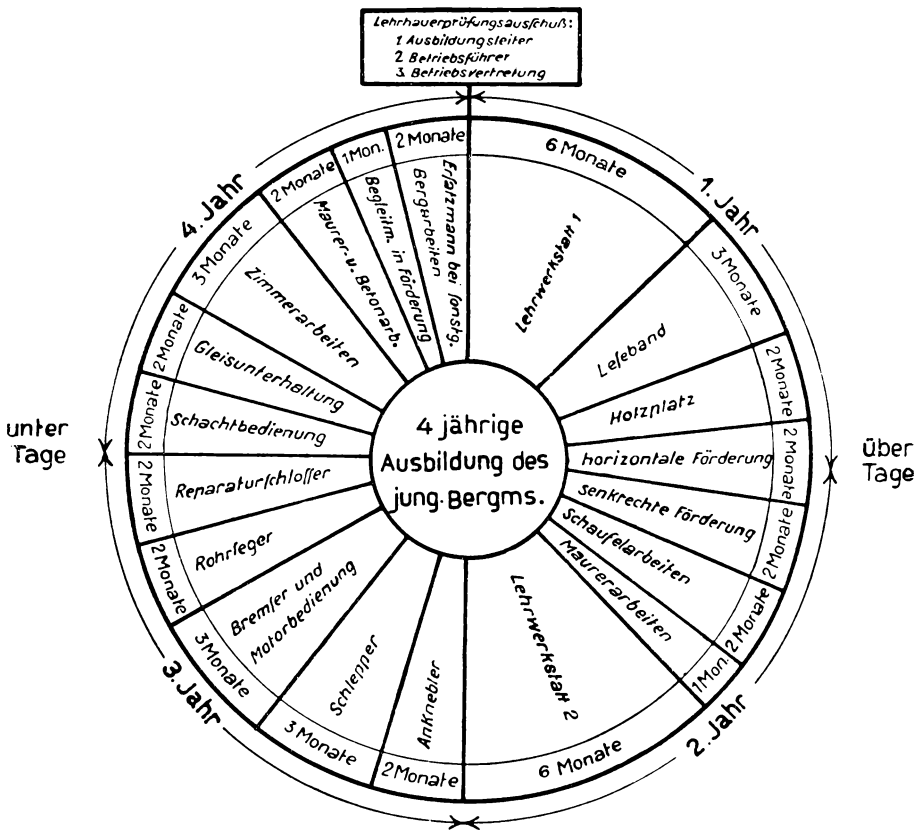 Lehrhauerprüfungsausſchuß:
1. Ausbildungsleiter
2. Betriebsführer
3. Betriebsvertretung
1. Jahr
6 Monate
Lehrwerkstatt 1
3 Monate
Leſeband
2 Monate
Holzplatz
über
Tage
2 Monate
horizontale Förderung
2 Monate
senkrechte Förderung
2 Monate
Schaufelarbeiten
1 Mon.
Maurerarbeiten
2. Jahr
6 Monate
Lehrwerkstatt 2
2 Monate
Anknebler
3 Monate
Schlepper
3. Jahr
3 Monate
Bremſer und
Motorbedienung
2 Monate
Rohrleger
2 Monate
Reparaturſchloſſer
unter
Tage
2 Monate
Schachtbedienung
2 Monate
Gleisunterhaltung
4. Jahr
3 Monate
Zimmerarbeiten
2 Monate
Maurer- u. Betonarb.
1 Mon.
Begleitm. in Förderung
2 Monate
Erſatzmann bei ſonstg.
Bergarbeiten
4 jährige
Ausbildung des
jung. Bergms.